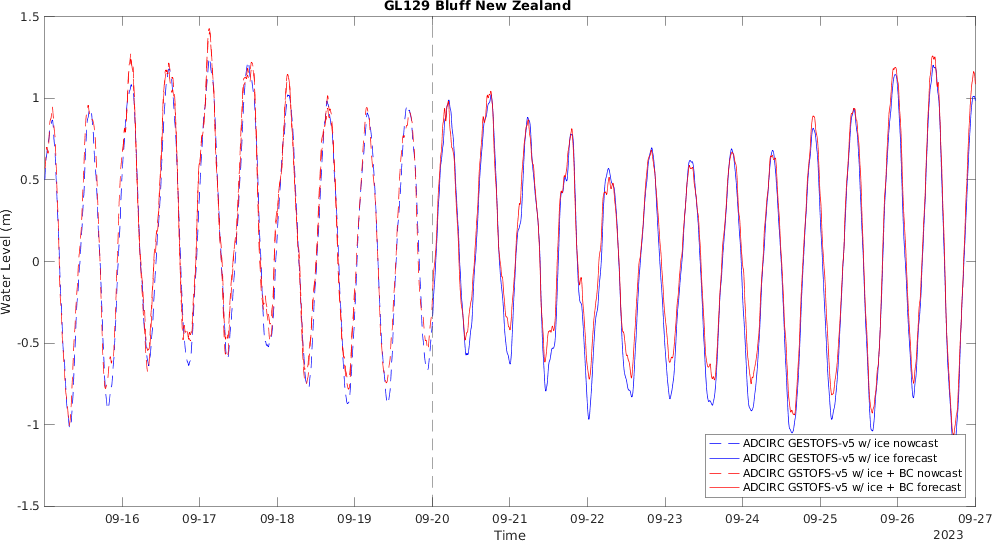 GL129 Bluff New Zealand
1.5
1
0.5
0
-0.5
-1
-1.5
Water Level (m)
09-16 09-17 09-18 09-19 09-20 09-21 09-22 09-23 09-24 09-25 09-26 09-27
Time
2023
ADCIRC GESTOFS-v5 w/ ice nowcast
ADCIRC GESTOFS-v5 w/ ice forecast
ADCIRC GSTOFS-v5 w/ ice + BC nowcast
ADCIRC GSTOFS-v5 w/ ice + BC forecast